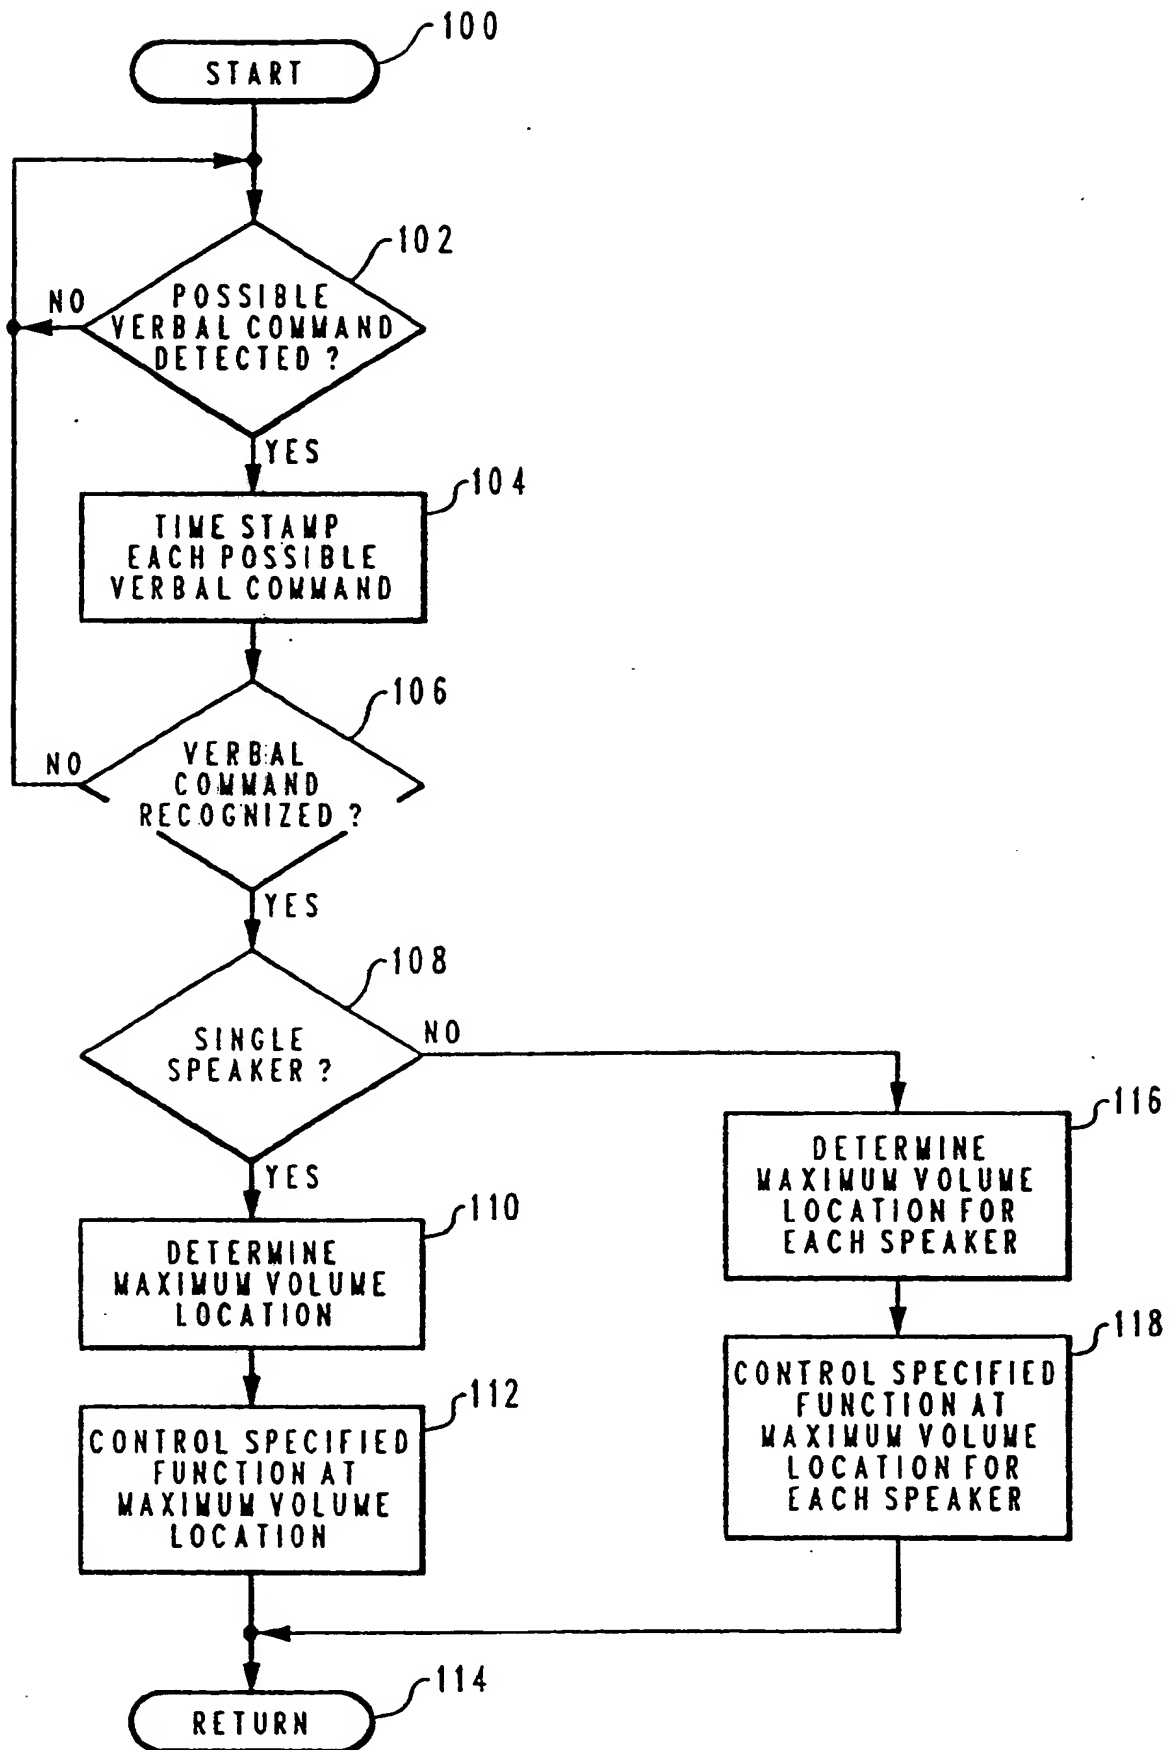 100
START
102
NO
POSSIBLE
VERBAL COMMAND
DETECTED ?
YES
104
TIME STAMP
EACH POSSIBLE
VERBAL COMMAND
106
NO
VERBAL
COMMAND
RECOGNIZED ?
YES
108
SINGLE
SPEAKER ?
NO
YES
110
DETERMINE
MAXIMUM VOLUME
LOCATION
112
CONTROL SPECIFIED
FUNCTION AT
MAXIMUM VOLUME
LOCATION
116
DETERMINE
MAXIMUM VOLUME
LOCATION FOR
EACH SPEAKER
118
CONTROL SPECIFIED
FUNCTION AT
MAXIMUM VOLUME
LOCATION FOR
EACH SPEAKER
114
RETURN